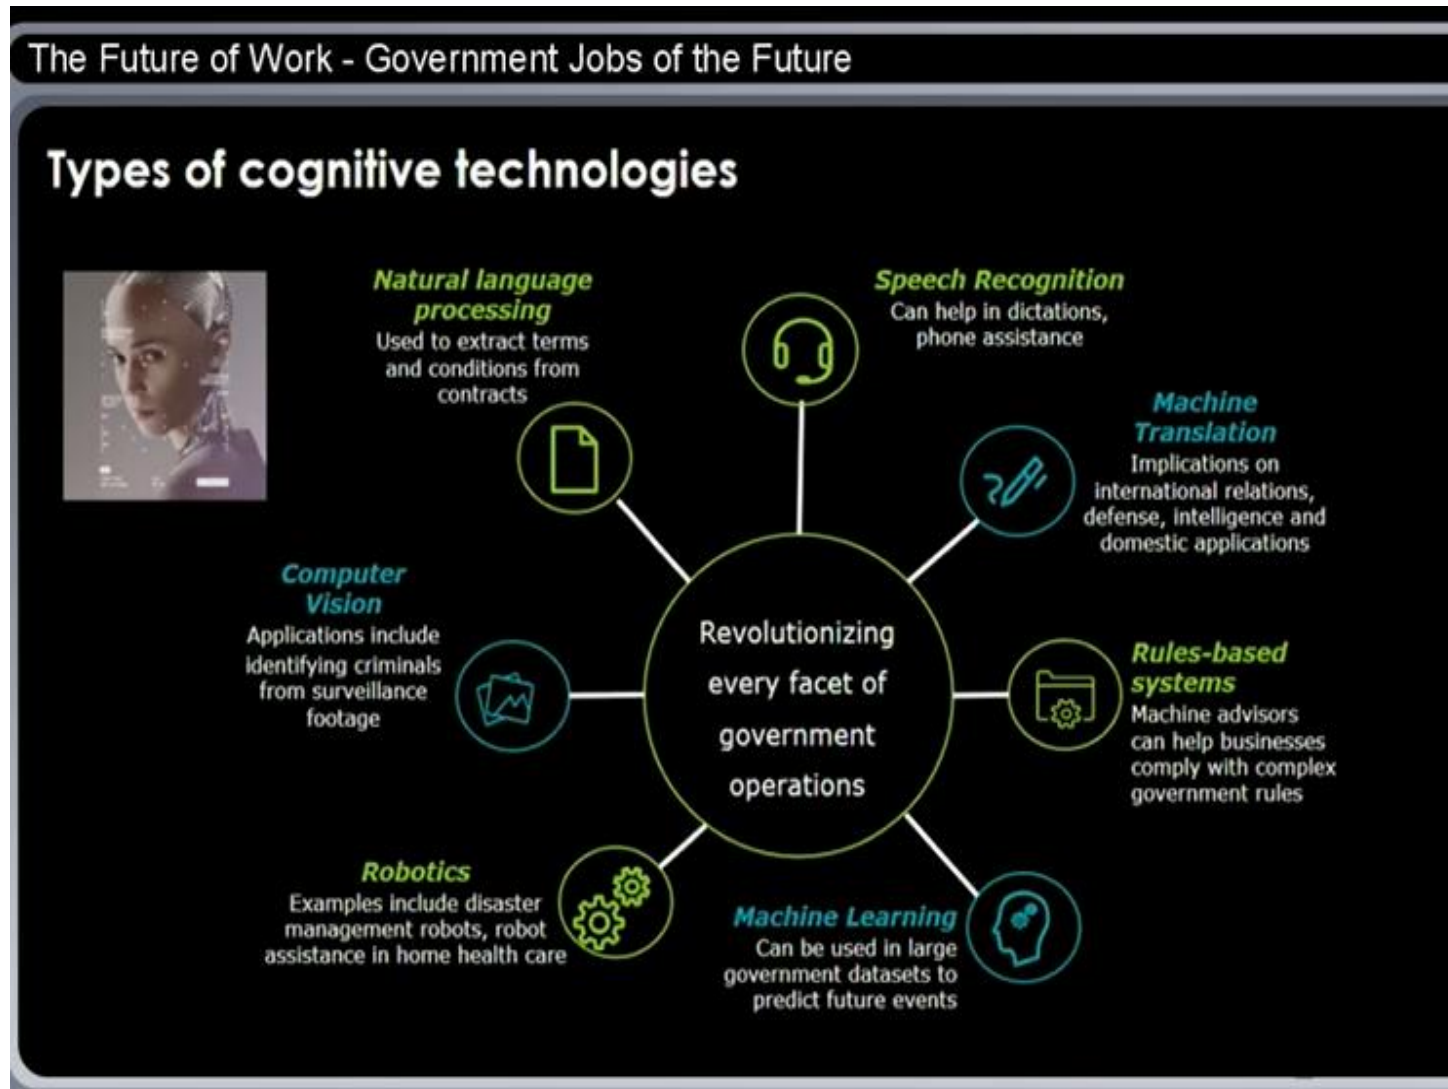 The Future of Work - Government Jobs of the Future
Types of cognitive technologies
Natural language
processing
Used to extract terms
and conditions from
contracts
Speech Recognition
Can help in dictations,
phone assistance
Machine
Translation
Implications on
international relations,
defense, intelligence and
domestic applications
Computer
Vision
Applications include
identifying criminals
from surveillance
footage
Revolutionizing
every facet of
government
operations
Rules-based
systems
Machine advisors
can help businesses
comply with complex
government rules
Robotics
Examples include disaster
management robots, robot
assistance in home health care
Machine Learning
Can be used in large
government datasets to
predict future events